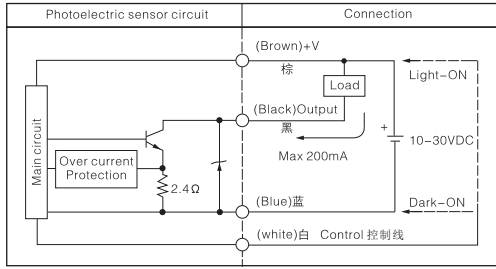 Photoelectric sensor circuit
Connection
(Brown)+V
棕
Light-ON
Load
(Black)Output
黑
Max 200mA
+
10-30VDC
Main circuit
Over current
Protection
2.4Ω
(Blue)蓝
Dark-ON
(white)白 Control 控制线